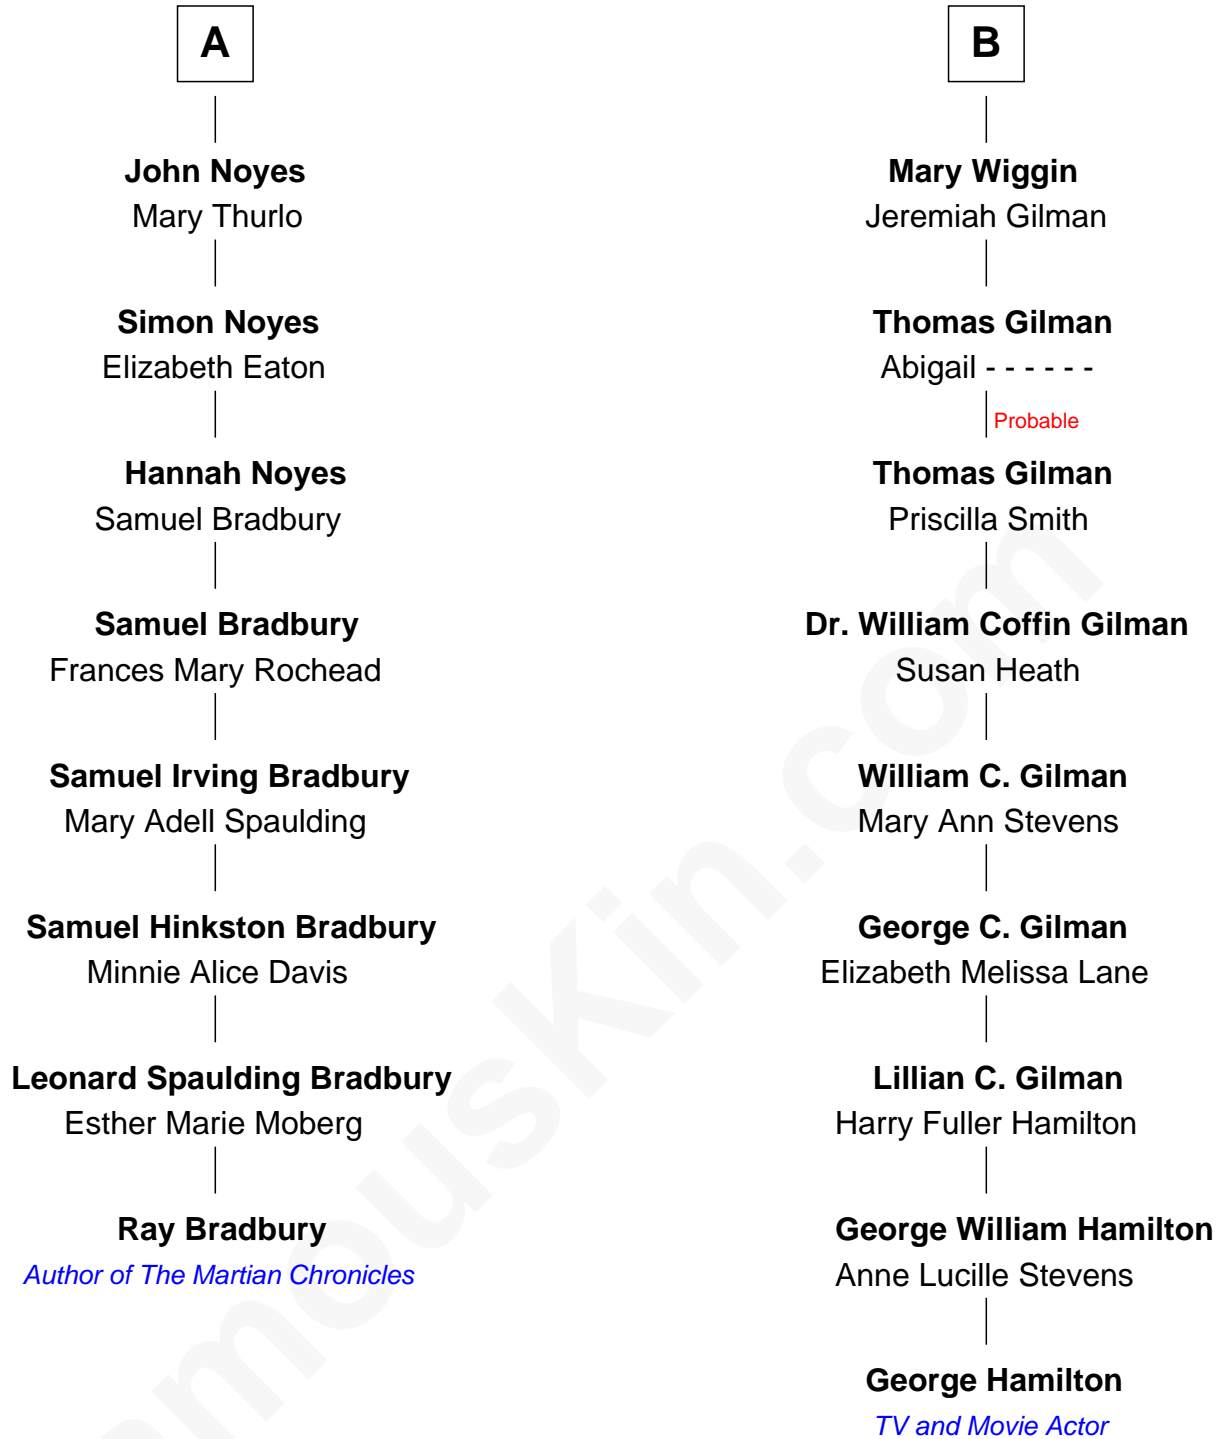 A
John Noyes
Mary Thurlo
Simon Noyes
Elizabeth Eaton
Hannah Noyes
Samuel Bradbury
Samuel Bradbury
Frances Mary Rochead
Samuel Irving Bradbury
Mary Adell Spaulding
Samuel Hinkston Bradbury
Minnie Alice Davis
Leonard Spaulding Bradbury
Esther Marie Moberg
Ray Bradbury
Author of The Martian Chronicles
B
Mary Wiggin
Jeremiah Gilman
Thomas Gilman
Abigail - - - - - -
Probable
Thomas Gilman
Priscilla Smith
Dr. William Coffin Gilman
Susan Heath
William C. Gilman
Mary Ann Stevens
George C. Gilman
Elizabeth Melissa Lane
Lillian C. Gilman
Harry Fuller Hamilton
George William Hamilton
Anne Lucille Stevens
George Hamilton
TV and Movie Actor
amousKin.com